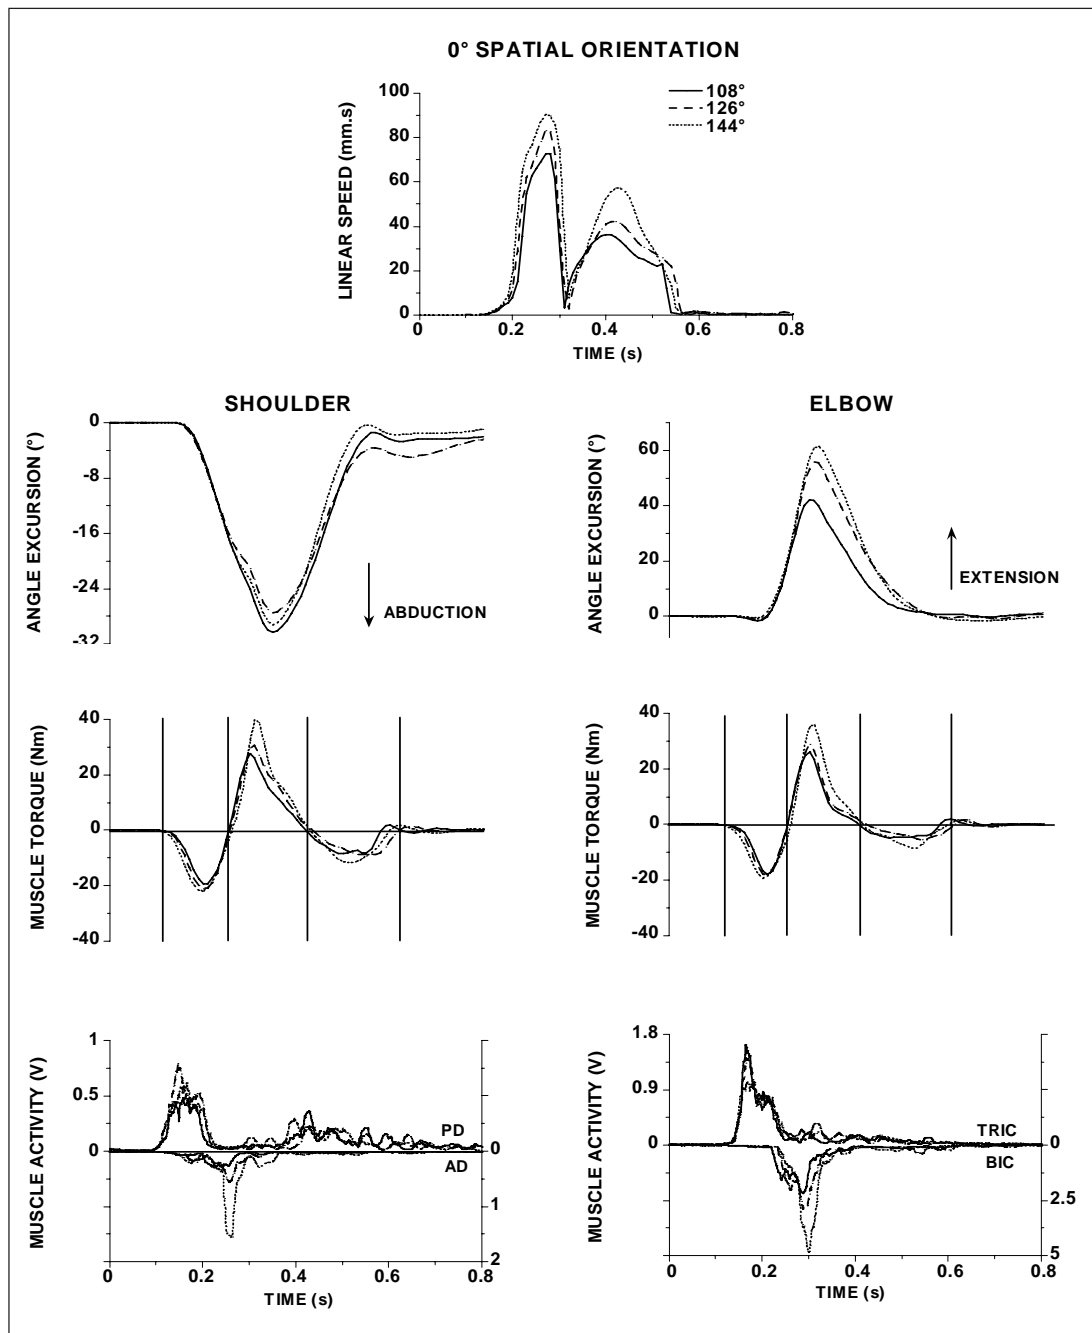 0° SPATIAL ORIENTATION
LINEAR SPEED (mm.s)
100
80
60
40
20
0
108°
126°
144°
0 0.2 0.4 0.6 0.8
TIME (s)
SHOULDER
ANGLE EXCURSION (°)
0
-8
-16
-24
-32
ABDUCTION
ELBOW
ANGLE EXCURSION (°)
60
40
20
0
EXTENSION
MUSCLE TORQUE (Nm)
40
20
0
-20
-40
MUSCLE TORQUE (Nm)
40
20
0
-20
-40
MUSCLE ACTIVITY (V)
1
0.5
0
PD
AD
0
1
2
0 0.2 0.4 0.6 0.8
TIME (s)
MUSCLE ACTIVITY (V)
1.8
0.9
0
TRIC
BIC
0
2.5
5
0 0.2 0.4 0.6 0.8
TIME (s)